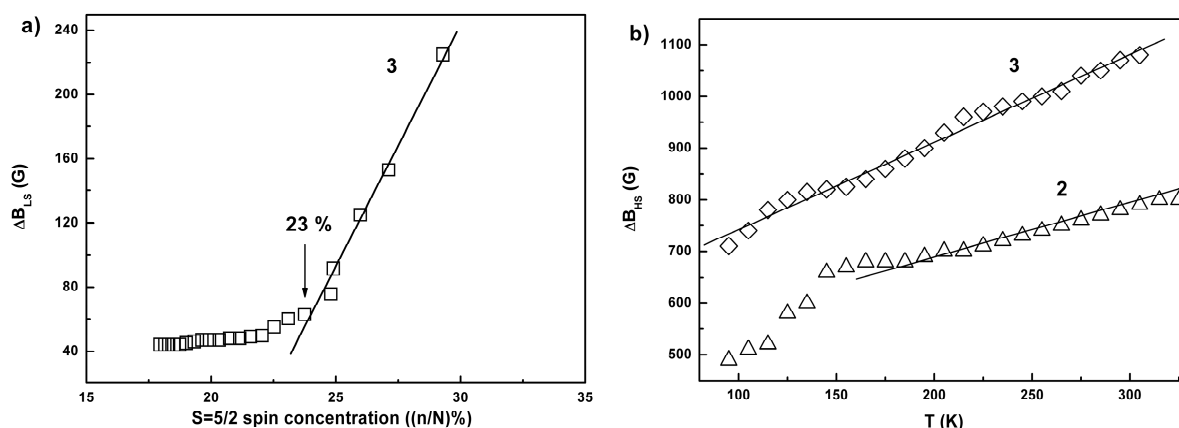 a)
240
200
160
120
80
40
ΔB_LS (G)
3
23 %
15 20 25 30 35
S=5/2 spin concentration ((n/N)%)
b)
1100
1000
900
800
700
600
500
ΔB_HS (G)
3
2
100 150 200 250 300
T (K)